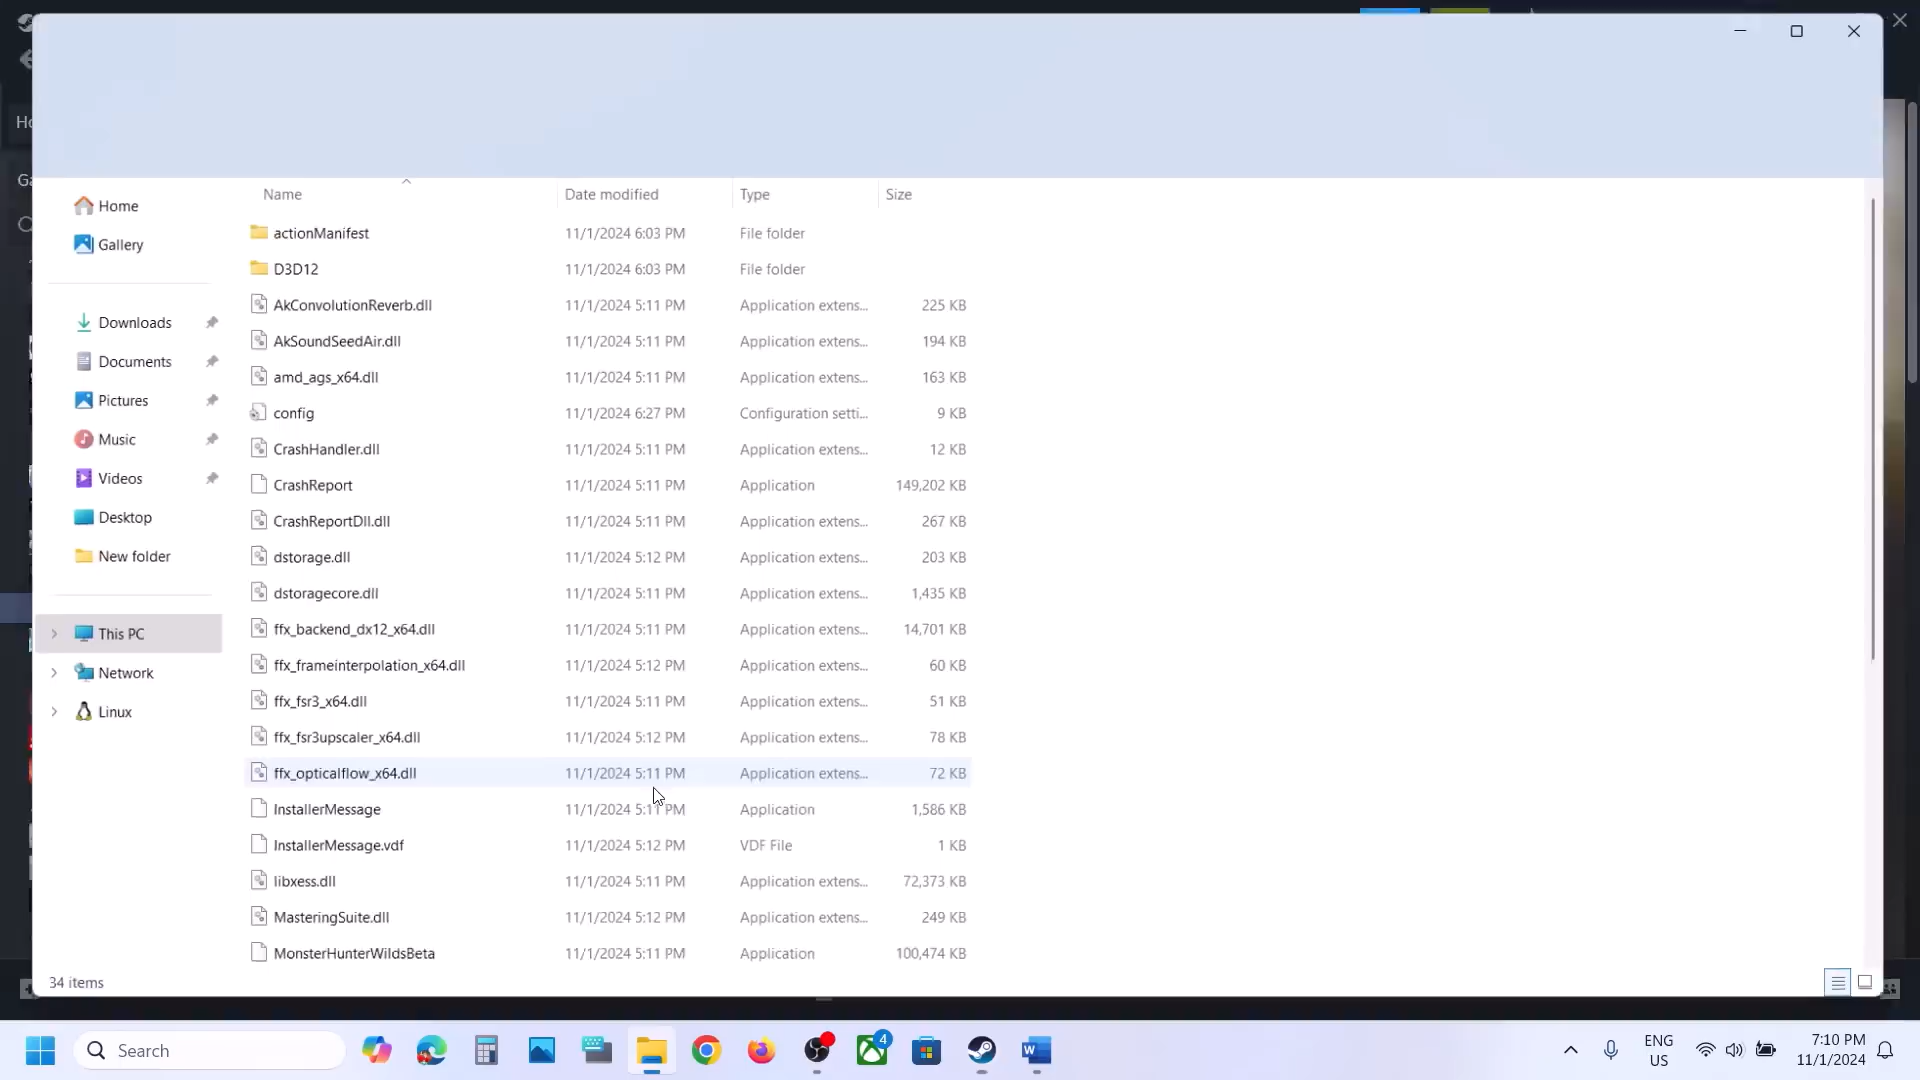 Ho
Ga
Name Date modified Type Size
Home
Gallery
Downloads
Documents
Pictures
Music
Videos
Desktop
New folder
This PC
Network
Linux
actionManifest 11/1/2024 6:03 PM File folder
D3D12 11/1/2024 6:03 PM File folder
AkConvolutionReverb.dll 11/1/2024 5:11 PM Application extens... 225 KB
AkSoundSeedAir.dll 11/1/2024 5:11 PM Application extens... 194 KB
amd_ags_x64.dll 11/1/2024 5:11 PM Application extens... 163 KB
config 11/1/2024 6:27 PM Configuration setti... 9 KB
CrashHandler.dll 11/1/2024 5:11 PM Application extens... 12 KB
CrashReport 11/1/2024 5:11 PM Application 149,202 KB
CrashReportDll.dll 11/1/2024 5:11 PM Application extens... 267 KB
dstorage.dll 11/1/2024 5:12 PM Application extens... 203 KB
dstoragecore.dll 11/1/2024 5:11 PM Application extens... 1,435 KB
ffx_backend_dx12_x64.dll 11/1/2024 5:11 PM Application extens... 14,701 KB
ffx_frameinterpolation_x64.dll 11/1/2024 5:12 PM Application extens... 60 KB
ffx_fsr3_x64.dll 11/1/2024 5:11 PM Application extens... 51 KB
ffx_fsr3upscaler_x64.dll 11/1/2024 5:12 PM Application extens... 78 KB
ffx_opticalflow_x64.dll 11/1/2024 5:11 PM Application extens... 72 KB
InstallerMessage 11/1/2024 5:11 PM Application 1,586 KB
InstallerMessage.vdf 11/1/2024 5:12 PM VDF File 1 KB
libxess.dll 11/1/2024 5:11 PM Application extens... 72,373 KB
MasteringSuite.dll 11/1/2024 5:12 PM Application extens... 249 KB
MonsterHunterWildsBeta 11/1/2024 5:11 PM Application 100,474 KB
34 items
Search
4
ENG
US
7:10 PM
11/1/2024